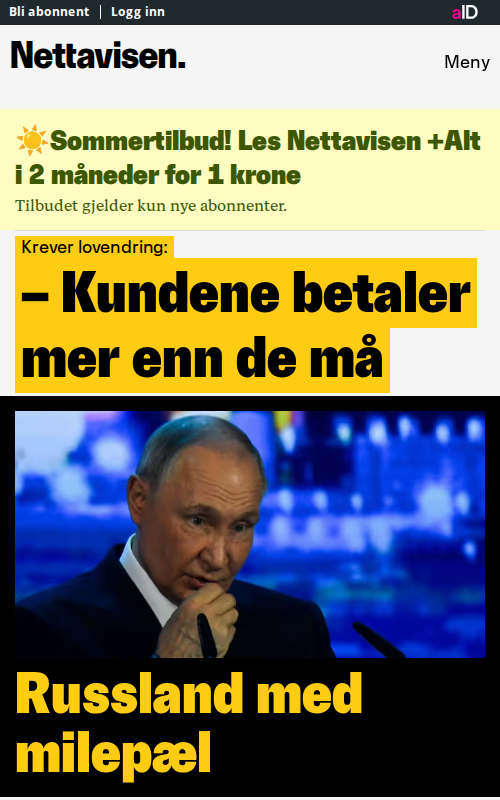 Bli abonnent | Logg inn
aID
Nettavisen.
Meny
☀️Sommertilbud! Les Nettavisen +Alt
i 2 måneder for 1 krone
Tilbudet gjelder kun nye abonnenter.
Krever lovendring:
– Kundene betaler
mer enn de må
Russland med
milepæl